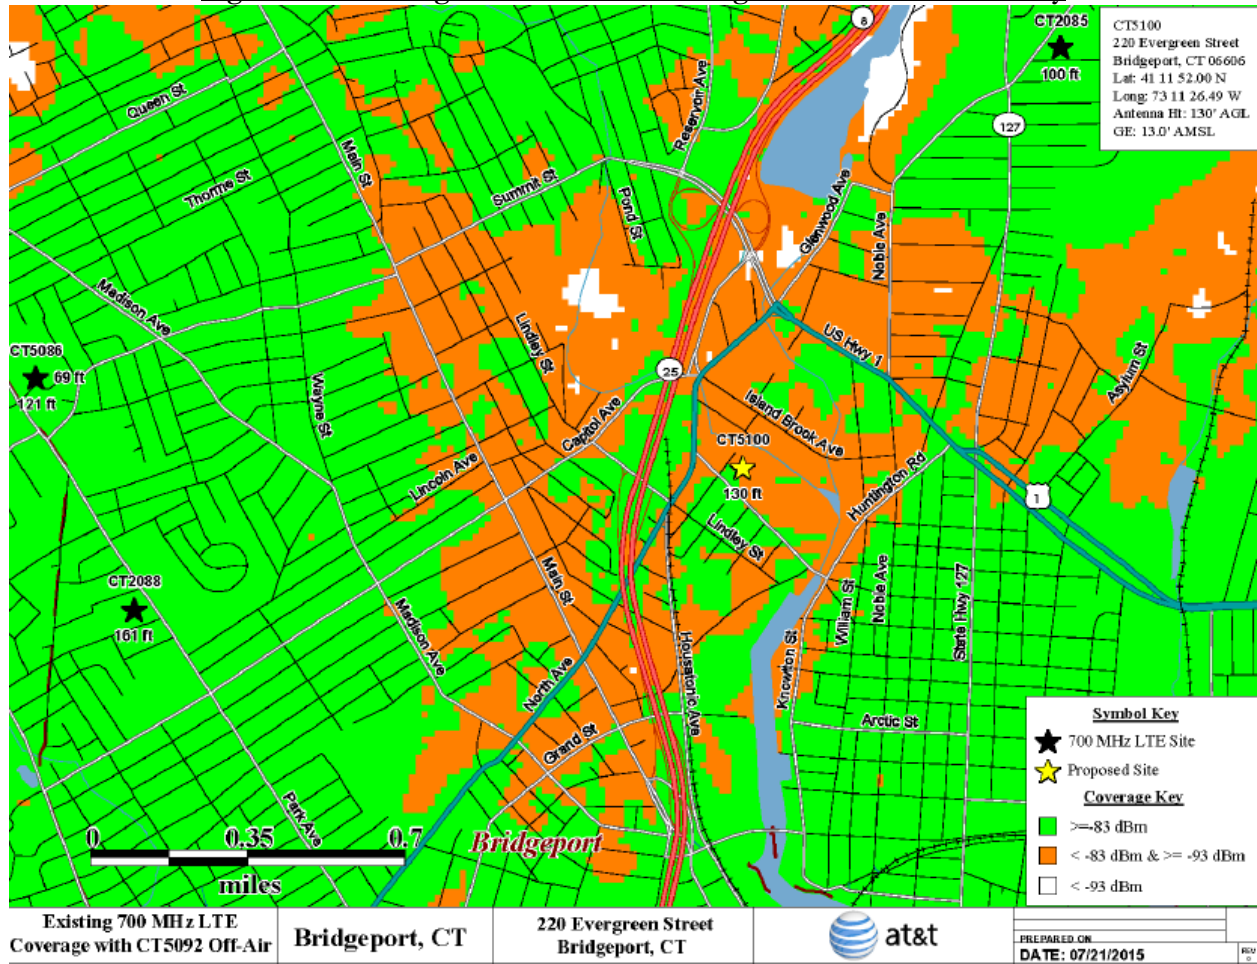 CT2085
100 ft
CT5100
220 Evergreen Street
Bridgeport, CT 06606
Lat: 41 11 52.00 N
Long: 73 11 26.49 W
Antenna Ht: 130' AGL
GE: 13.0' AMSL
8
127
Queen St
Main St
Reservoir Ave
Thorme St
Summit St
Pond St
Glenwood Ave
Noble Ave
Madison Ave
Lindley St
US Hwy 1
CT5086
69 ft
121 ft
25
Wayne St
Capitol Ave
Island Brook Ave
Asylum St
CT5100
130 ft
Lincoln Ave
Huntington Rd
1
Lindley St
CT2088
161 ft
Main St
Madison Ave
William St
Noble Ave
State Hwy 127
North Ave
Housatonic Ave
Knowlton St
Grand St
Arctic St
Park Ave
Bridgeport
0 0.35 0.7
miles
Symbol Key
700 MHz LTE Site
Proposed Site
Coverage Key
>=-83 dBm
< -83 dBm & >= -93 dBm
< -93 dBm
Existing 700 MHz LTE
Coverage with CT5092 Off-Air
Bridgeport, CT
220 Evergreen Street
Bridgeport, CT
at&t
PREPARED ON
DATE: 07/21/2015
REV